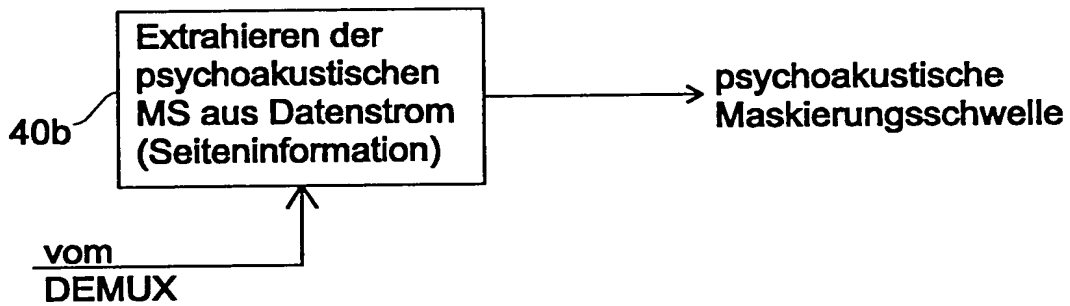 Extrahieren der
psychoakustischen
MS aus Datenstrom
(Seiteninformation)
psychoakustische
Maskierungsschwelle
40b
vom
DEMUX